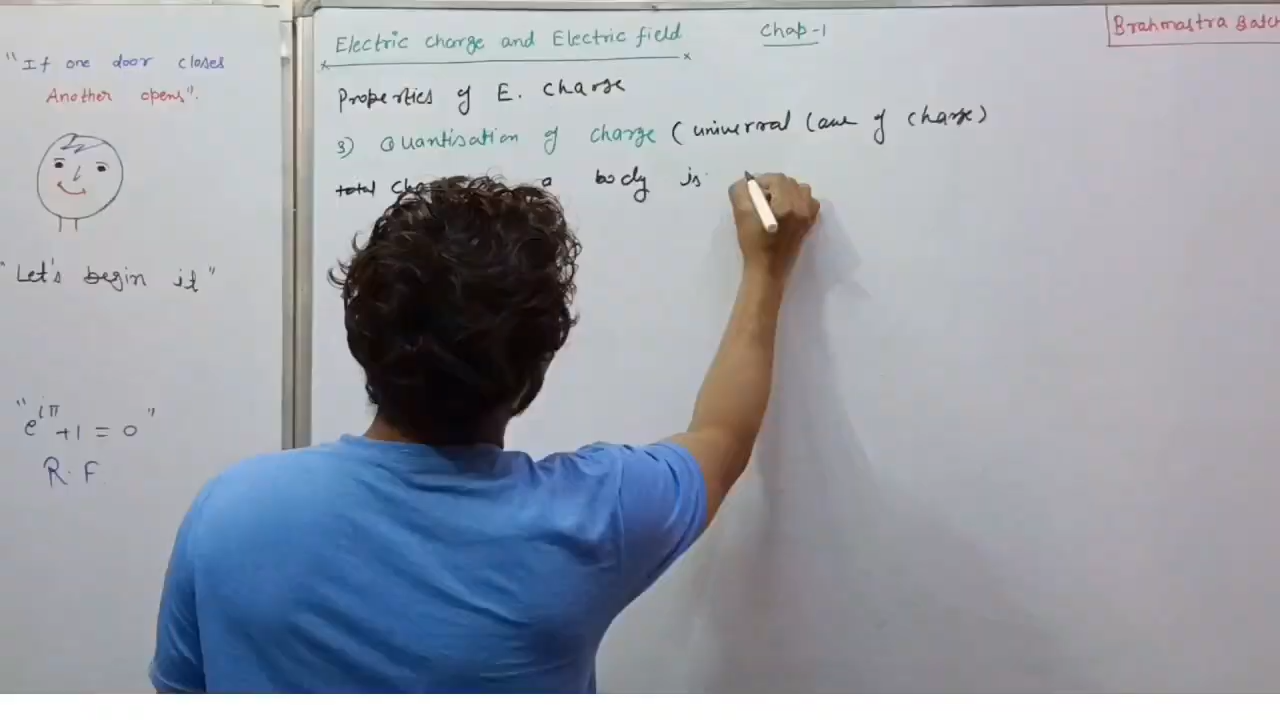 "If one door closes
Another opens".
"Let's begin it"
"e^iπ +1 = 0"
R. F.
Electric charge and Electric field
Chap-1
Brahmastra Batch
Properties of E. Charge
3) Quantisation of charge (universal law of charge)
total a body is